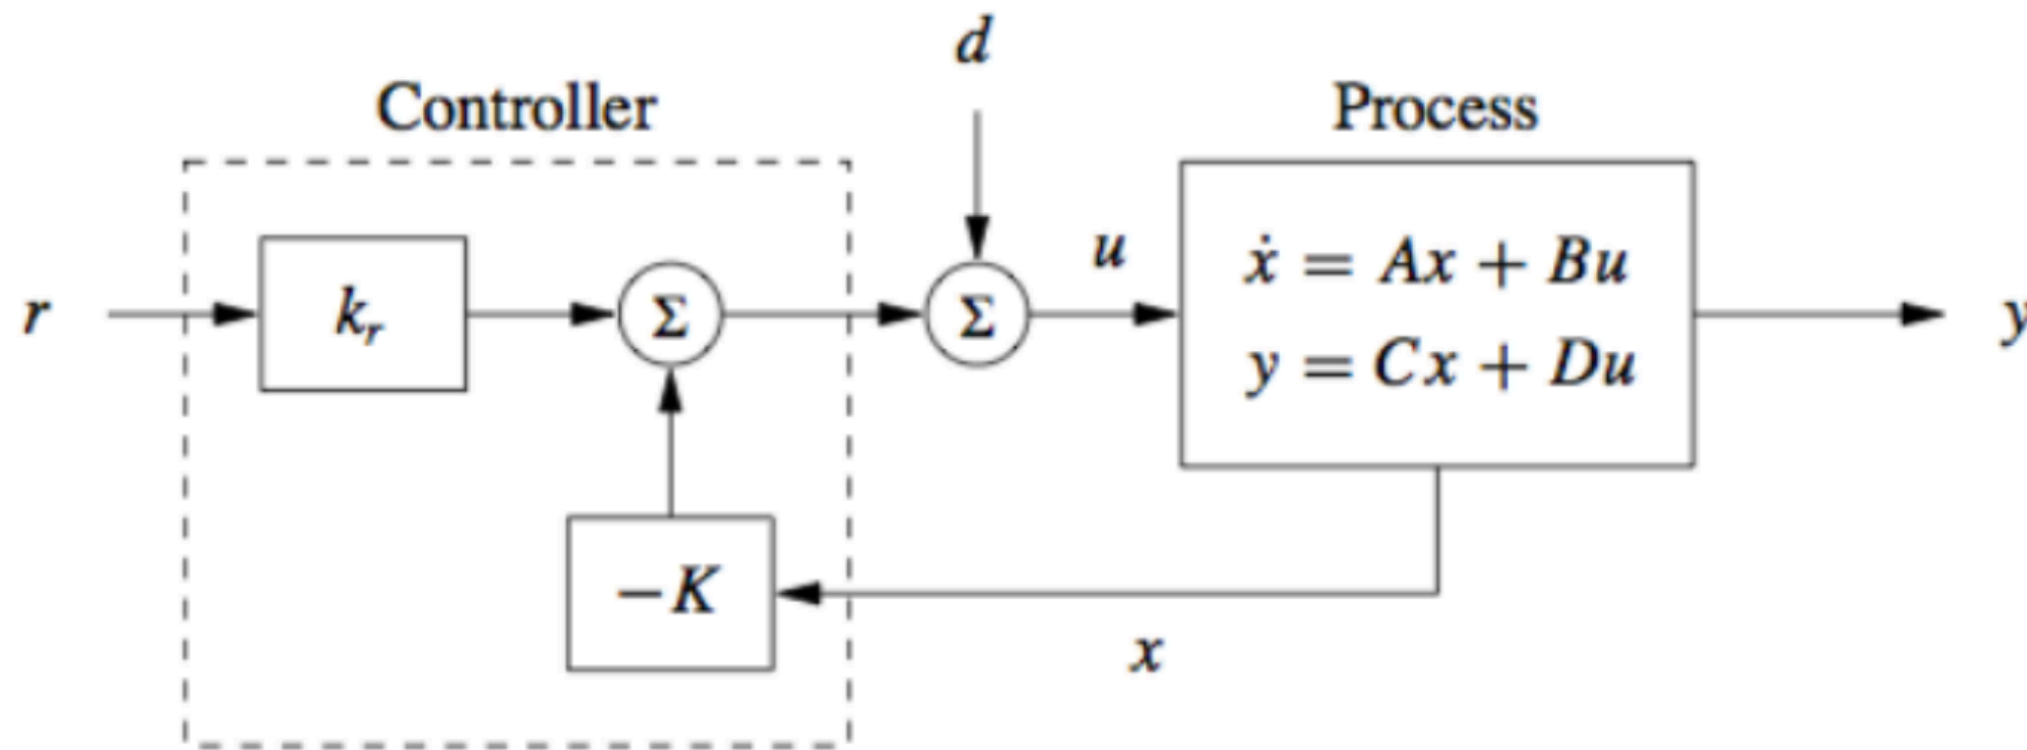 d
Controller
Process
r
k_r
Σ
Σ
u
ẋ = Ax + Bu
y = Cx + Du
y
−K
x